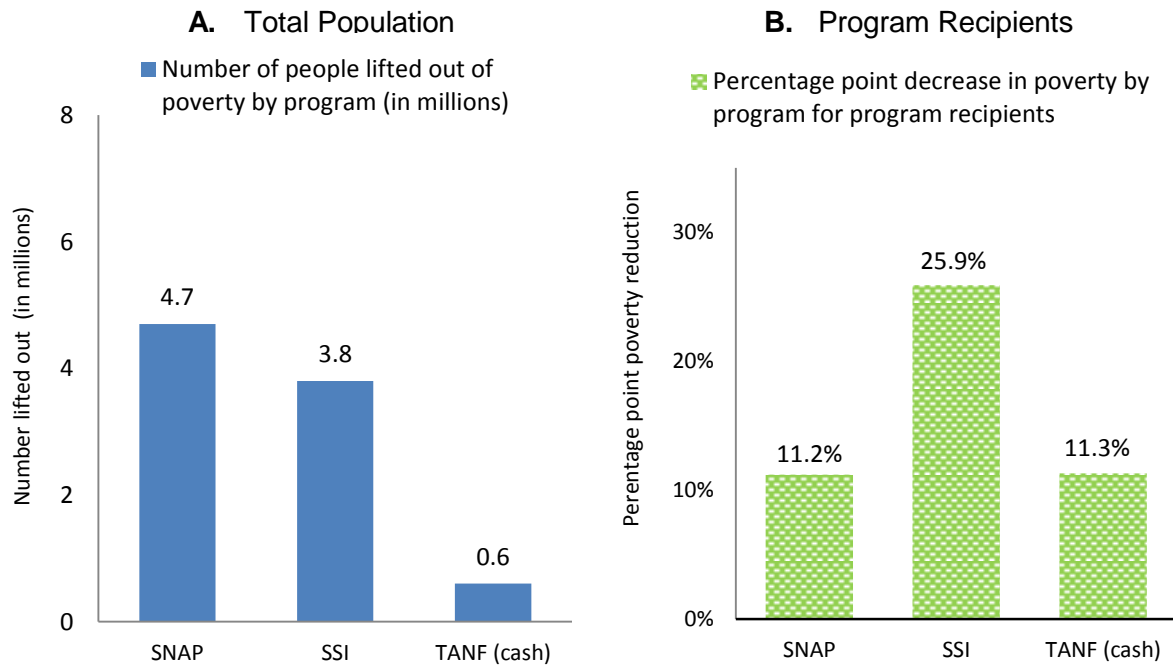 A. Total Population
Number of people lifted out of
poverty by program (in millions)
Number lifted out (in millions)
8
6
4
2
0
4.7
3.8
0.6
SNAP
SSI
TANF (cash)
B. Program Recipients
Percentage point decrease in poverty by
program for program recipients
Perentage point poverty reduction
30%
20%
10%
0%
11.2%
25.9%
11.3%
SNAP
SSI
TANF (cash)